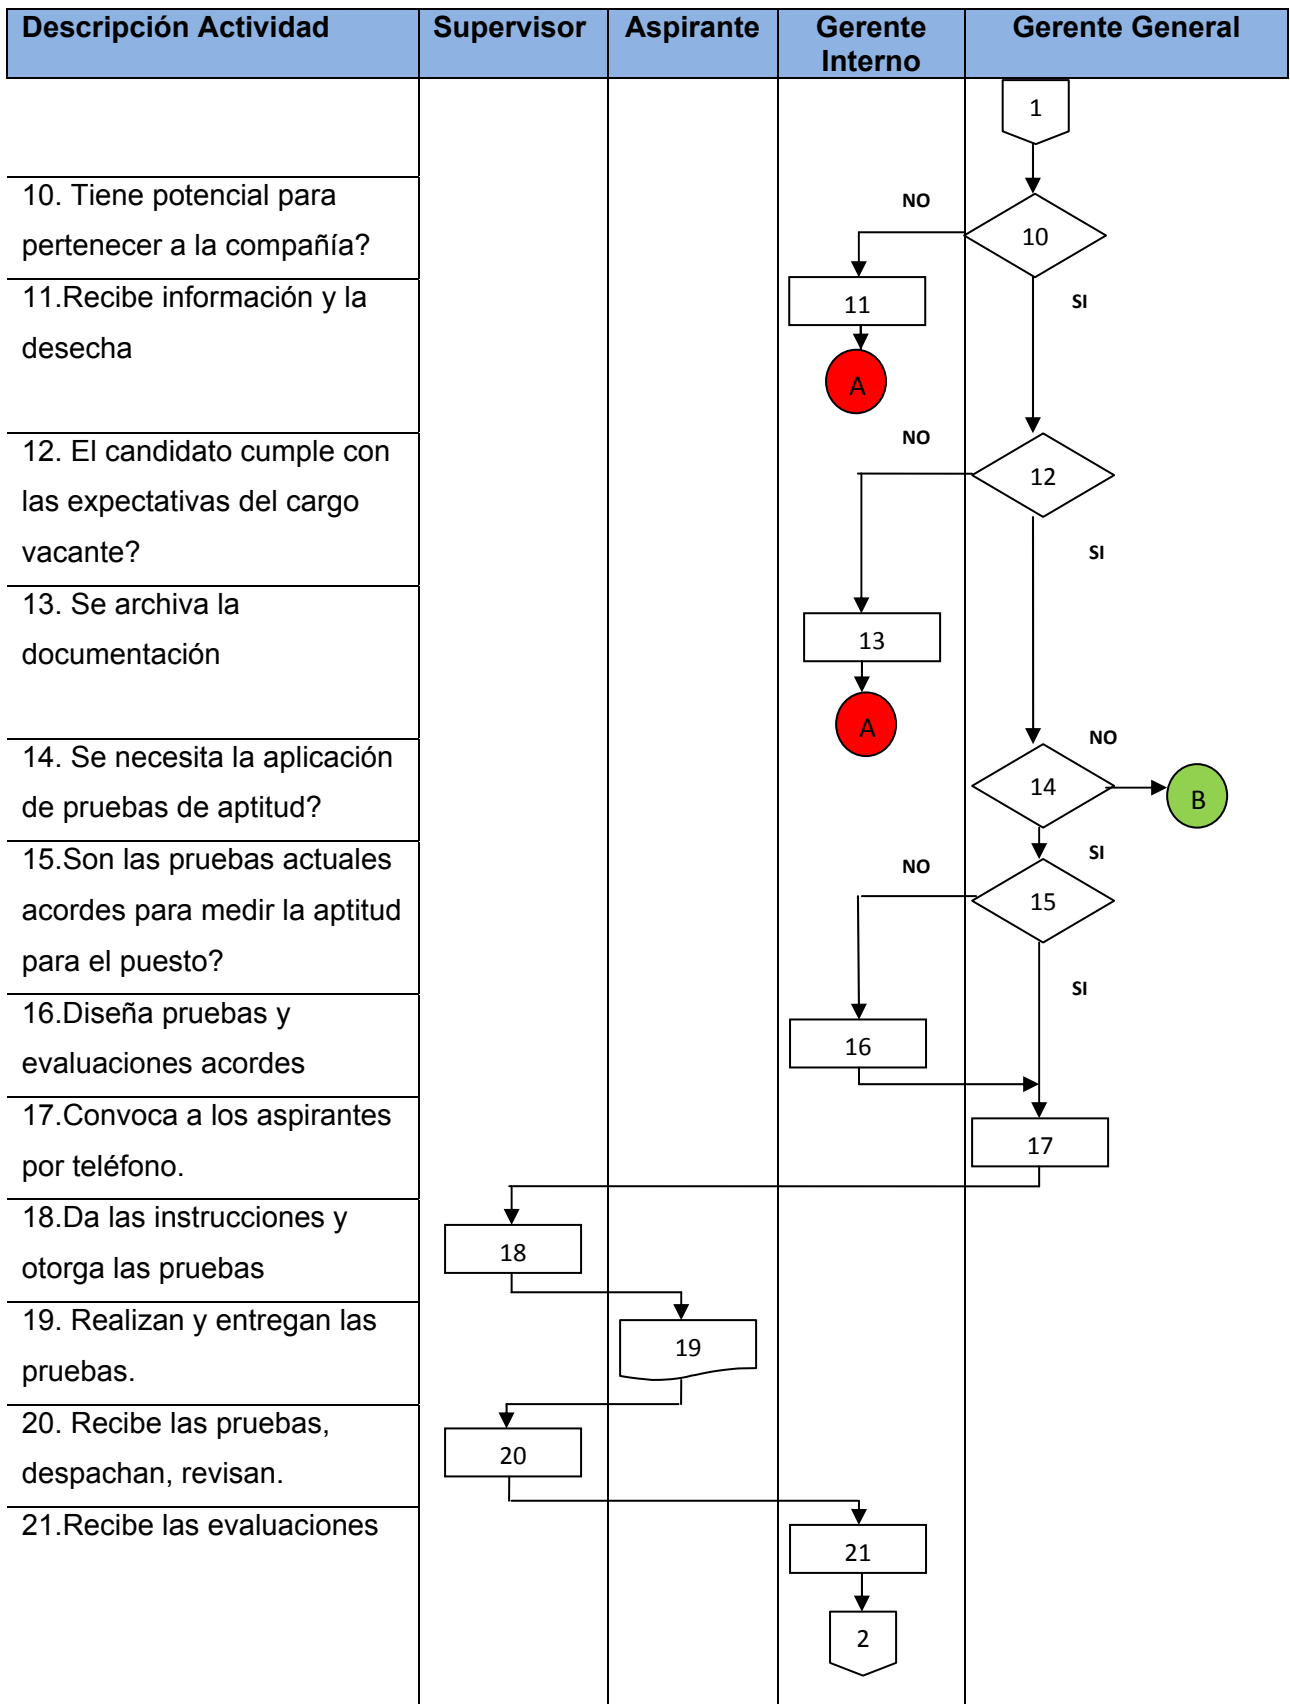 Descripción Actividad
Supervisor
Aspirante
Gerente
Interno
Gerente General
1
10. Tiene potencial para
pertenecer a la compañía?
NO
10
11.Recibe información y la
desecha
11
SI
A
12. El candidato cumple con
las expectativas del cargo
vacante?
NO
12
SI
13. Se archiva la
documentación
13
A
14. Se necesita la aplicación
de pruebas de aptitud?
NO
14
B
15.Son las pruebas actuales
acordes para medir la aptitud
para el puesto?
SI
NO
15
SI
16.Diseña pruebas y
evaluaciones acordes
16
17.Convoca a los aspirantes
por teléfono.
17
18.Da las instrucciones y
otorga las pruebas
18
19. Realizan y entregan las
pruebas.
19
20. Recibe las pruebas,
despachan, revisan.
20
21.Recibe las evaluaciones
21
2